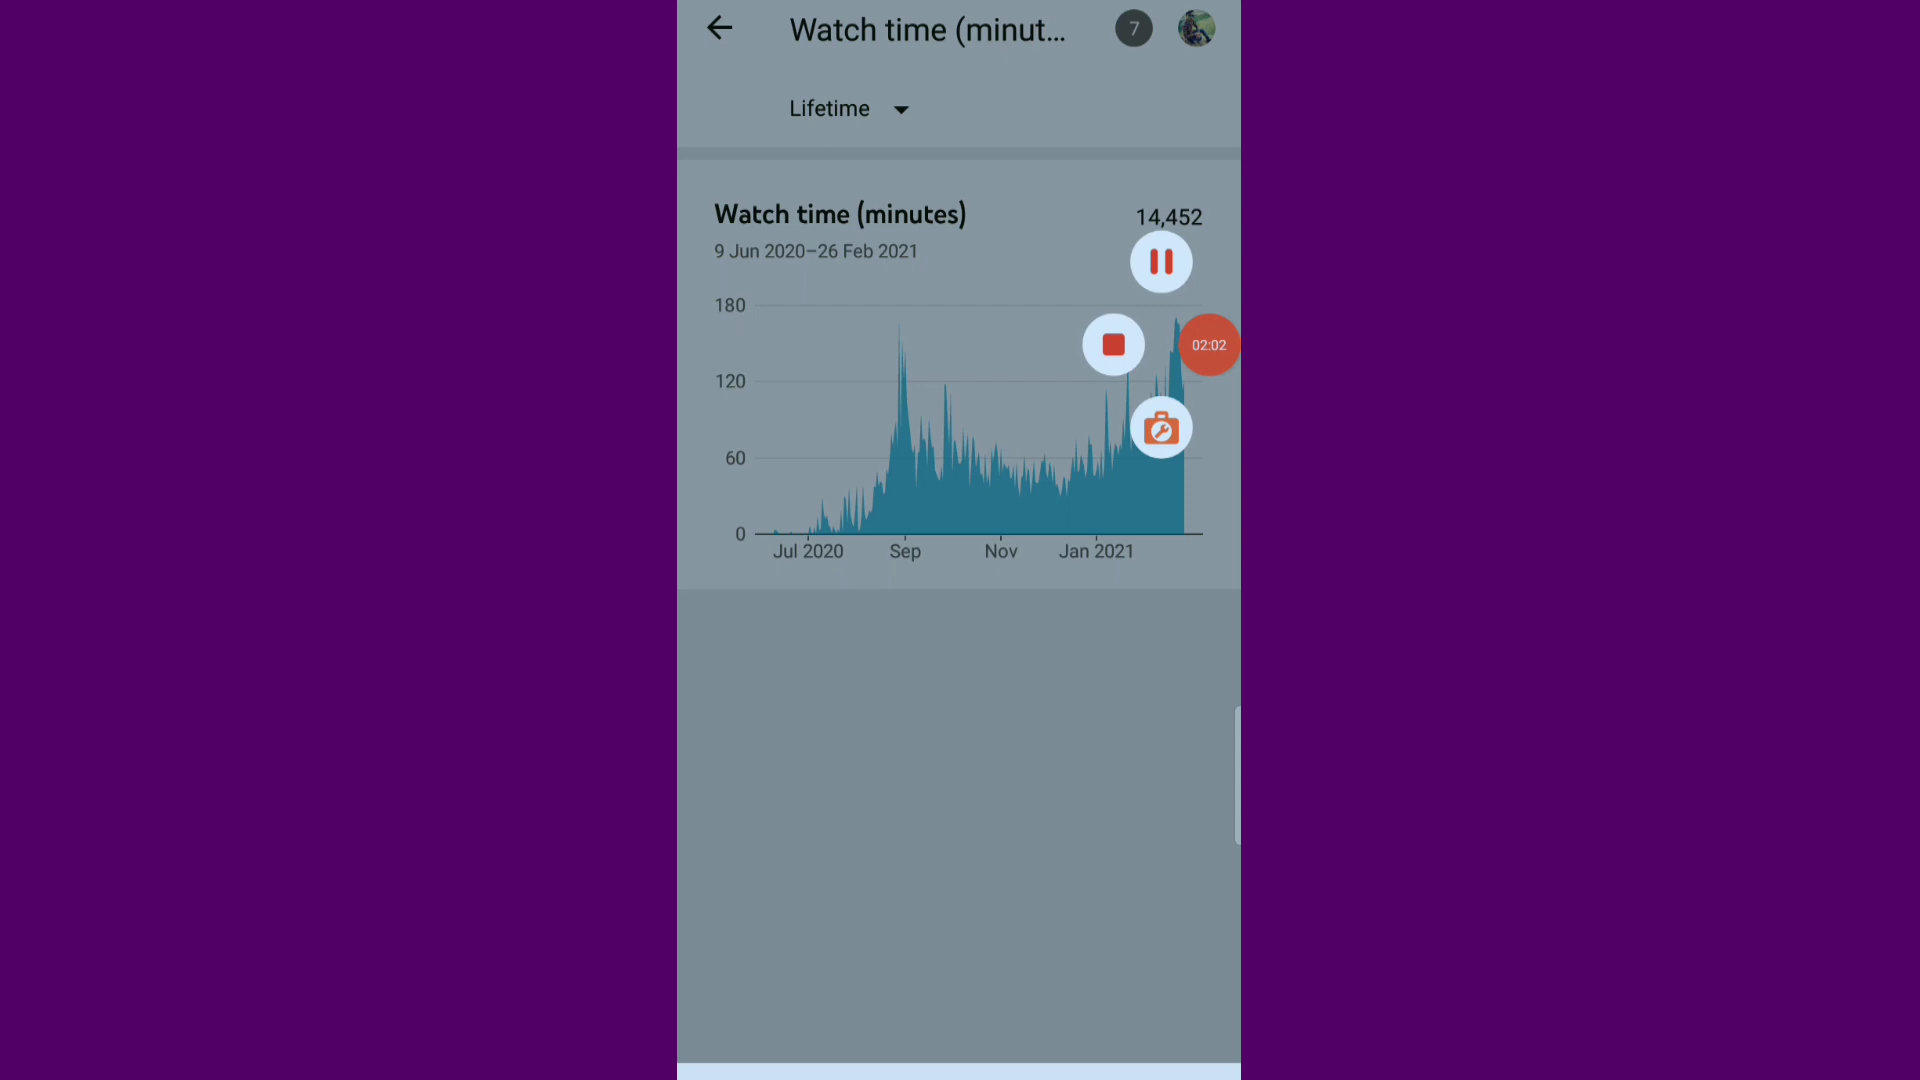 Watch time (minut...
7
Lifetime
Watch time (minutes)
14,452
9 Jun 2020–26 Feb 2021
180
120
60
0
02:02
Jul 2020
Sep
Nov
Jan 2021